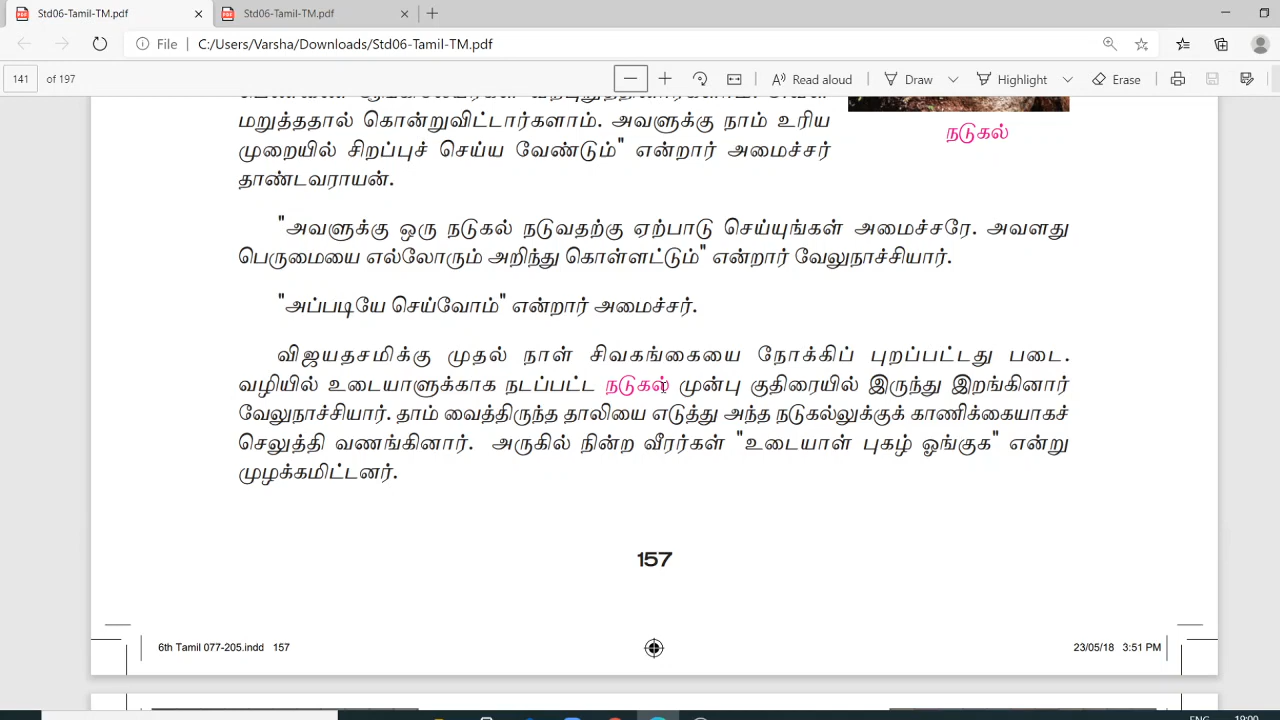 Std06-Tamil-TM.pdf
Std06-Tamil-TM.pdf
File C:/Users/Varsha/Downloads/Std06-Tamil-TM.pdf
141 of 197 Read aloud Draw Highlight Erase
மறுத்ததால் கொன்றுவிட்டார்களாம். அவளுக்கு நாம் உரிய
முறையில் சிறப்புச் செய்ய வேண்டும்" என்றார் அமைச்சர்
தாண்டவராயன்.
நடுகல்
"அவளுக்கு ஒரு நடுகல் நடுவதற்கு ஏற்பாடு செய்யுங்கள் அமைச்சரே. அவளது
பெருமையை எல்லோரும் அறிந்து கொள்ளட்டும்" என்றார் வேலுநாச்சியார்.
"அப்படியே செய்வோம்" என்றார் அமைச்சர்.
விஜயதசமிக்கு முதல் நாள் சிவகங்கையை நோக்கிப் புறப்பட்டது படை.
வழியில் உடையாளுக்காக நடப்பட்ட நடுகல் முன்பு குதிரையில் இருந்து இறங்கினார்
வேலுநாச்சியார். தாம் வைத்திருந்த தாலியை எடுத்து அந்த நடுகல்லுக்குக் காணிக்கையாகச்
செலுத்தி வணங்கினார். அருகில் நின்ற வீரர்கள் "உடையாள் புகழ் ஓங்குக" என்று
முழக்கமிட்டனர்.
157
6th Tamil 077-205.indd 157
23/05/18 3:51 PM
ENG 19:00